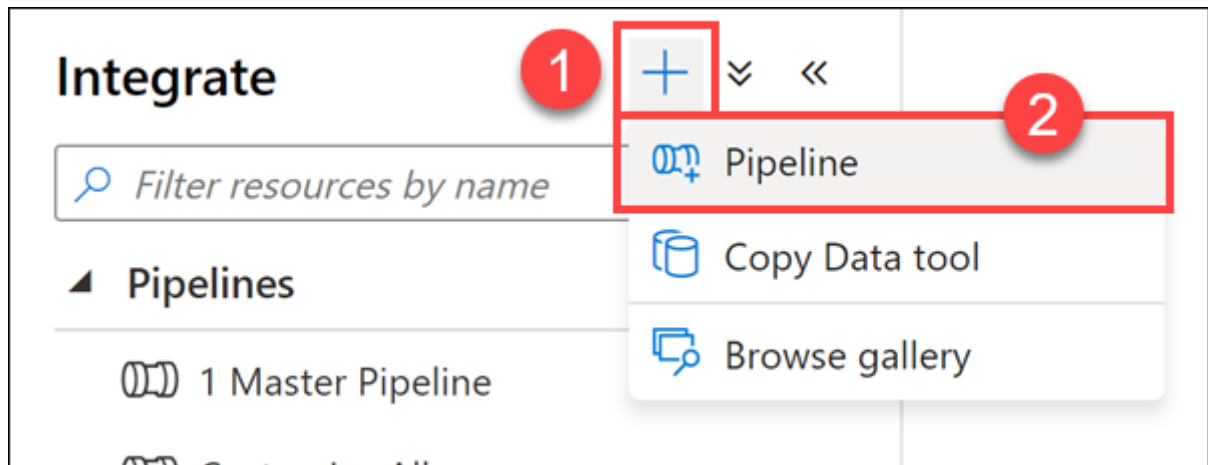 Integrate
1
2
Pipeline
Filter resources by name
Copy Data tool
Pipelines
Browse gallery
1 Master Pipeline